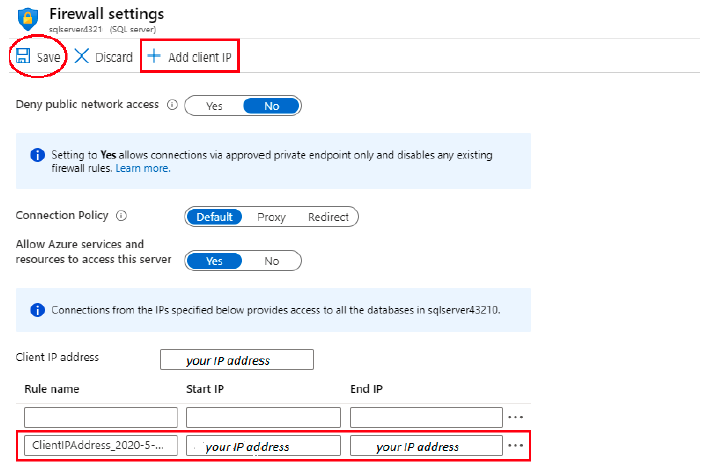 Firewall settings
sqlserver4321 (SQL server)
Save Discard Add client IP
Deny public network access Yes No
Setting to Yes allows connections via approved private endpoint only and disables any existing
firewall rules. Learn more.
Connection Policy Default Proxy Redirect
Allow Azure services and
resources to access this server Yes No
Connections from the IPs specified below provides access to all the databases in sqlserver43210.
Client IP address your IP address
Rule name Start IP End IP
ClientIPAddress_2020-5-... your IP address your IP address